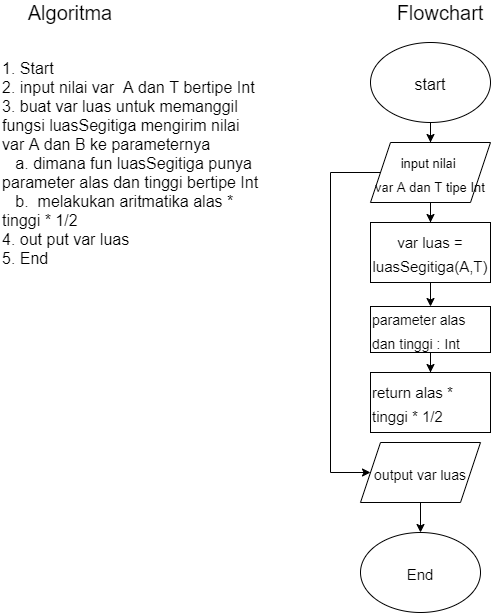 Algoritma
1. Start
2. input nilai var  A dan T bertipe Int
3. buat var luas untuk memanggil
fungsi luasSegitiga mengirim nilai
var A dan B ke parameternya
a. dimana fun luasSegitiga punya
parameter alas dan tinggi bertipe Int
b.  melakukan aritmatika alas *
tinggi * 1/2
4. out put var luas
5. End
Flowchart
start
input nilai
var A dan T tipe Int
var luas =
luasSegitiga(A,T)
parameter alas
dan tinggi : Int
return alas *
tinggi * 1/2
output var luas
End